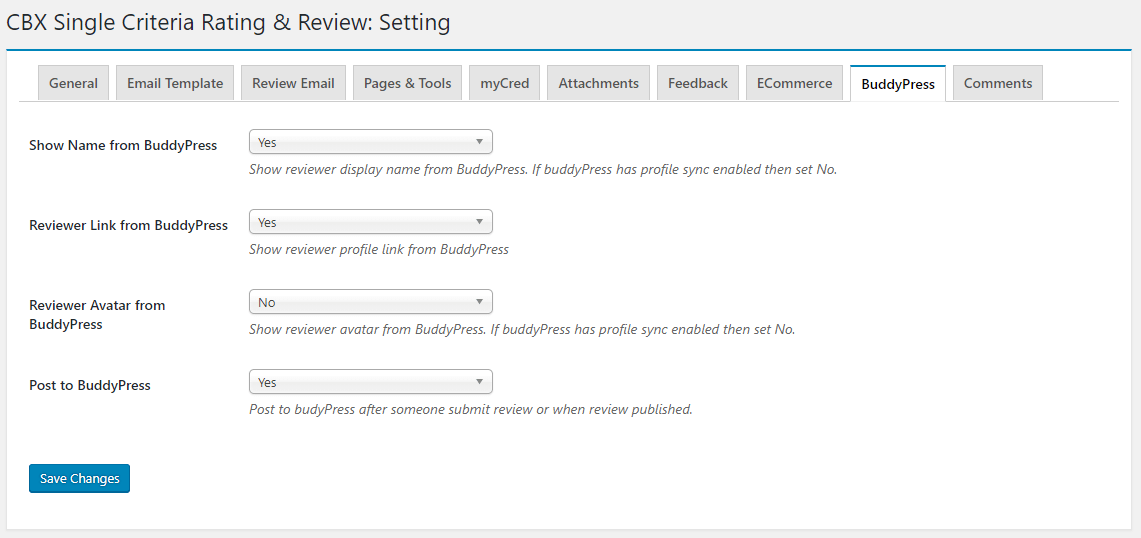 CBX Single Criteria Rating & Review: Setting
General Email Template Review Email Pages & Tools myCred Attachments Feedback ECommerce BuddyPress Comments
Show Name from BuddyPress Yes
Show reviewer display name from BuddyPress. If buddyPress has profile sync enabled then set No.
Reviewer Link from BuddyPress Yes
Show reviewer profile link from BuddyPress
Reviewer Avatar from
BuddyPress
No
Show reviewer avatar from BuddyPress. If buddyPress has profile sync enabled then set No.
Post to BuddyPress Yes
Post to budyPress after someone submit review or when review published.
Save Changes